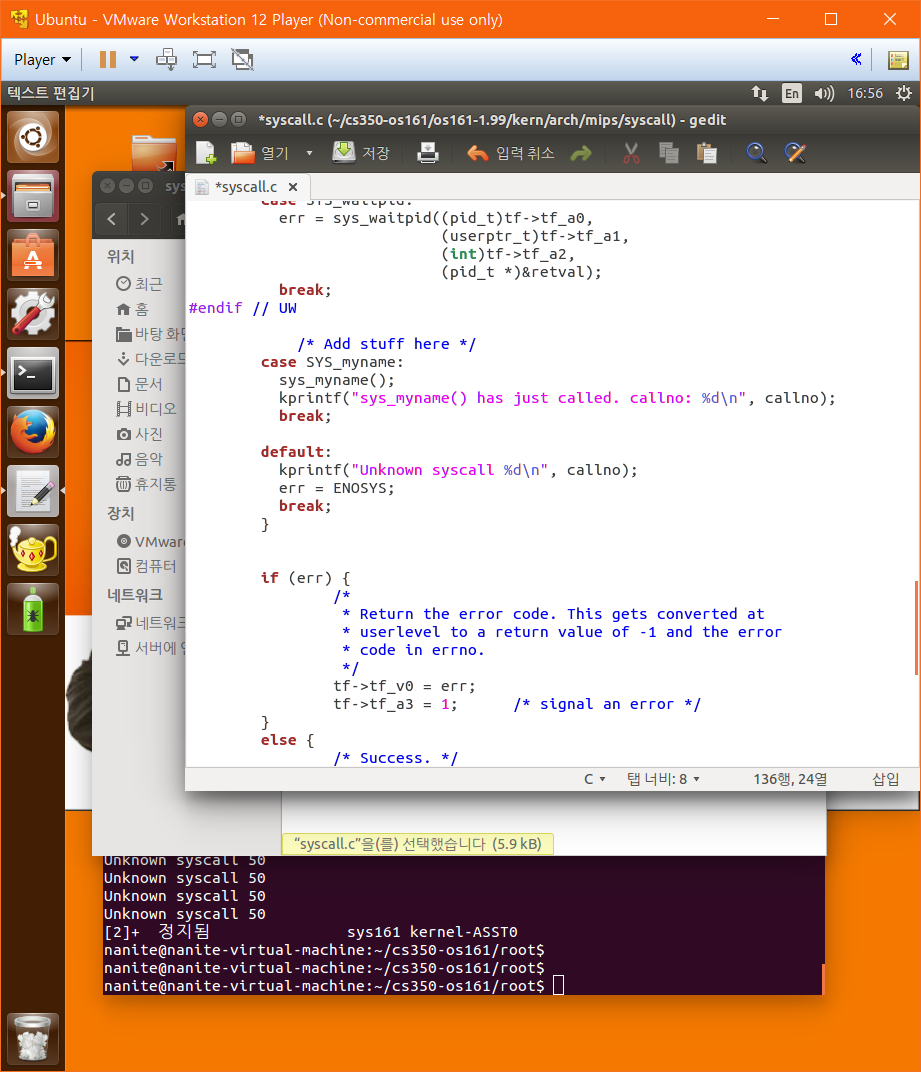 Ubuntu - VMware Workstation 12 Player (Non-commercial use only)
Player
텍스트 편집기
En
16:56
*syscall.c (~/cs350-os161/os161-1.99/kern/arch/mips/syscall) - gedit
열기
저장
입력 취소
*syscall.c
case SYS_waitpid:
err = sys_waitpid((pid_t)tf->tf_a0,
(userptr_t)tf->tf_a1,
(int)tf->tf_a2,
(pid_t *)&retval);
break;
#endif // UW
/* Add stuff here */
case SYS_myname:
sys_myname();
kprintf("sys_myname() has just called. callno: %d\n", callno);
break;
default:
kprintf("Unknown syscall %d\n", callno);
err = ENOSYS;
break;
}
if (err) {
/*
* Return the error code. This gets converted at
* userlevel to a return value of -1 and the error
* code in errno.
*/
tf->tf_v0 = err;
tf->tf_a3 = 1; /* signal an error */
}
else {
/* Success. */
C
탭 너비: 8
136행, 24열
삽입
sys
위치
최근
홈
바탕 화면
다운로드
문서
비디오
사진
음악
휴지통
장치
VMware
컴퓨터
네트워크
네트워크
서버에
"syscall.c"을(를) 선택했습니다 (5.9 kB)
Unknown syscall 50
Unknown syscall 50
Unknown syscall 50
Unknown syscall 50
[2]+ 정지됨 sys161 kernel-ASST0
nanite@nanite-virtual-machine:~/cs350-os161/root$
nanite@nanite-virtual-machine:~/cs350-os161/root$
nanite@nanite-virtual-machine:~/cs350-os161/root$